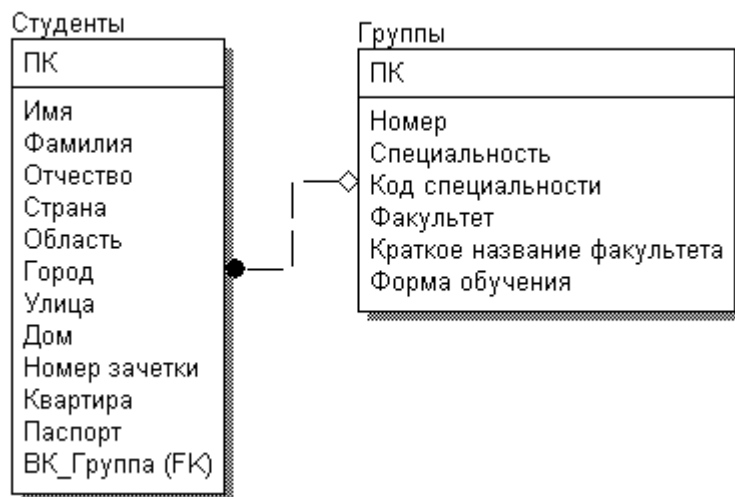 Студенты
ПК
Имя
Фамилия
Отчество
Страна
Область
Город
Улица
Дом
Номер зачетки
Квартира
Паспорт
ВК_Группа (FK)
Группы
ПК
Номер
Специальность
Код специальности
Факультет
Краткое название факультета
Форма обучения